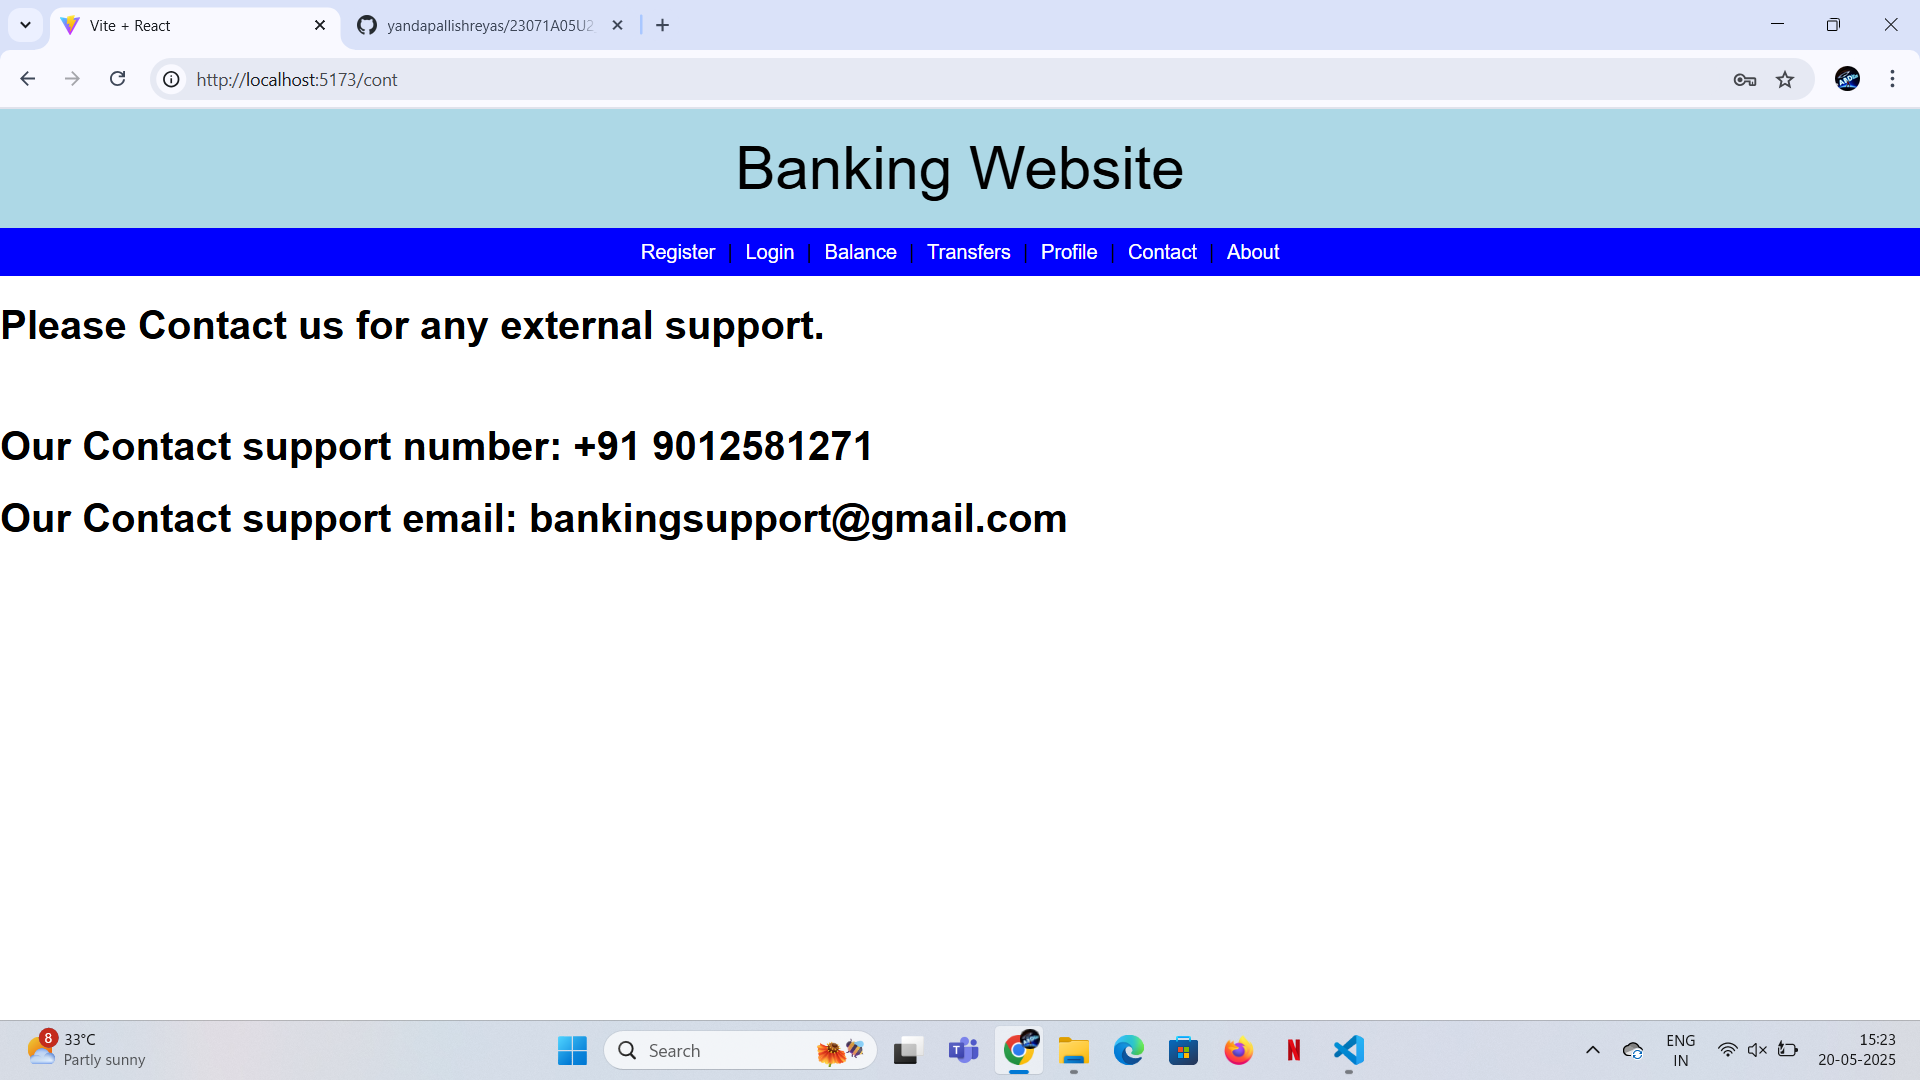 Vite + React
yandapallishreyas/23071A05U2
http://localhost:5173/cont
Banking Website
Register | Login | Balance | Transfers | Profile | Contact | About
Please Contact us for any external support.
Our Contact support number: +91 9012581271
Our Contact support email: bankingsupport@gmail.com
8
33°C
Partly sunny
Search
ENG
IN
15:23
20-05-2025